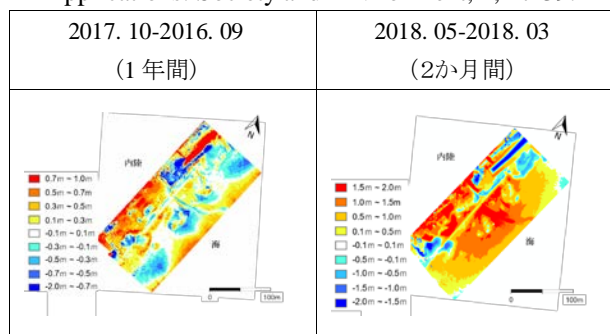 2017. 10-2016. 09
（1 年間）
2018. 05-2018. 03
（2か月間）
N
内陸
0.7m ~ 1.0m
0.5m ~ 0.7m
0.3m ~ 0.5m
0.1m ~ 0.3m
-0.1m ~ 0.1m
-0.3m ~ -0.1m
-0.5m ~ -0.3m
-0.7m ~ -0.5m
-2.0m ~ -0.7m
海
0 100m
N
内陸
1.5m ~ 2.0m
1.0m ~ 1.5m
0.5m ~ 1.0m
0.1m ~ 0.5m
-0.1m ~ 0.1m
-0.5m ~ -0.1m
-1.0m ~ -0.5m
-1.5m ~ -1.0m
-2.0m ~ -1.5m
海
0 100m